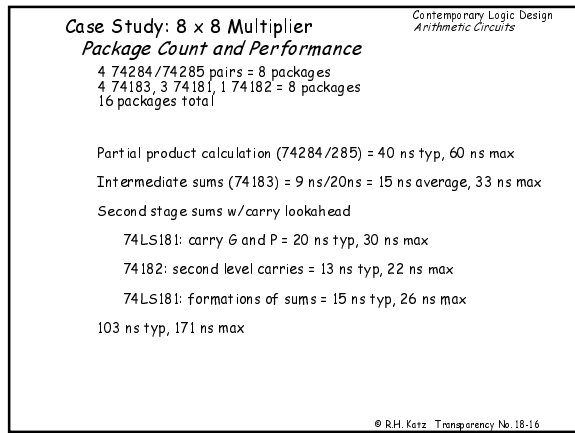 Contemporary Logic Design
Arithmetic Circuits
Case Study: 8 x 8 Multiplier
Package Count and Performance
4 74284/74285 pairs = 8 packages
4 74183, 3 74181, 1 74182 = 8 packages
16 packages total
Partial product calculation (74284/285) = 40 ns typ, 60 ns max
Intermediate sums (74183) = 9 ns/20ns = 15 ns average, 33 ns max
Second stage sums w/carry lookahead
74LS181: carry G and P = 20 ns typ, 30 ns max
74182: second level carries = 13 ns typ, 22 ns max
74LS181: formations of sums = 15 ns typ, 26 ns max
103 ns typ, 171 ns max
© R.H. Katz Transparency No. 18-16